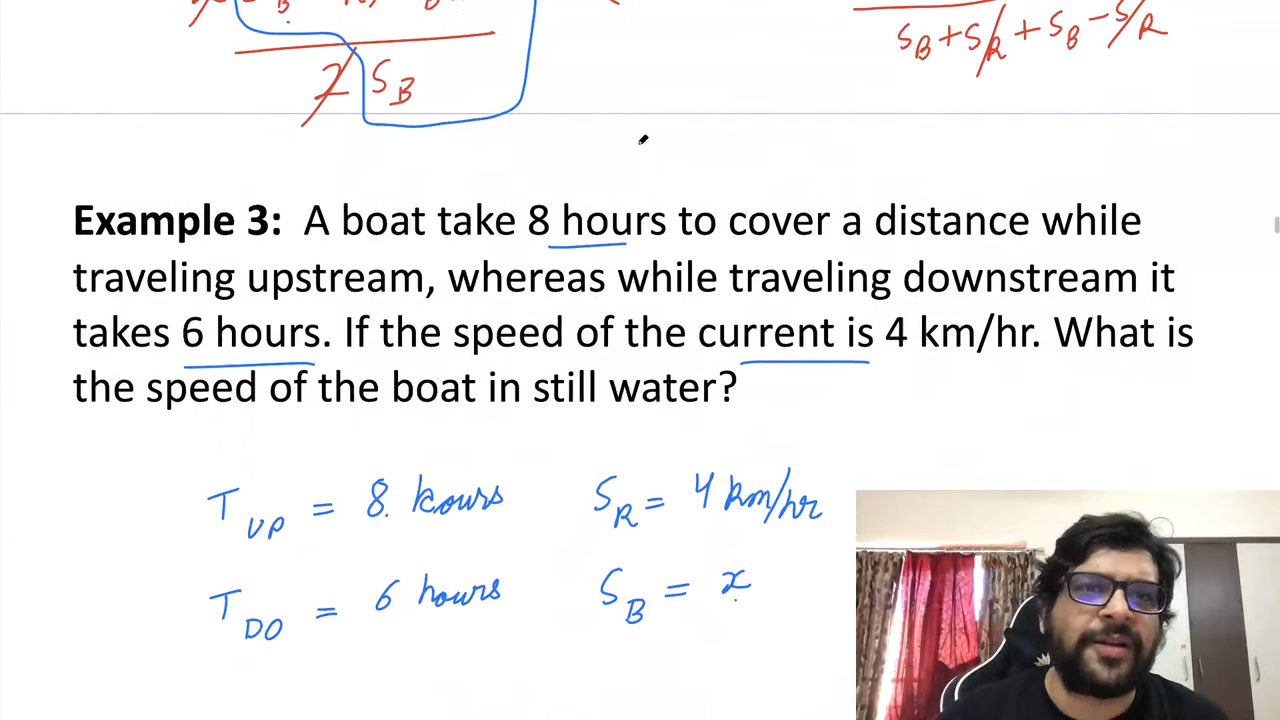 S_B + S_R + S_B - S_R
2 S_B
Example 3: A boat take 8 hours to cover a distance while
traveling upstream, whereas while traveling downstream it
takes 6 hours. If the speed of the current is 4 km/hr. What is
the speed of the boat in still water?
T_UP = 8 hours S_R = 4 km/hr
T_DO = 6 hours S_B = x